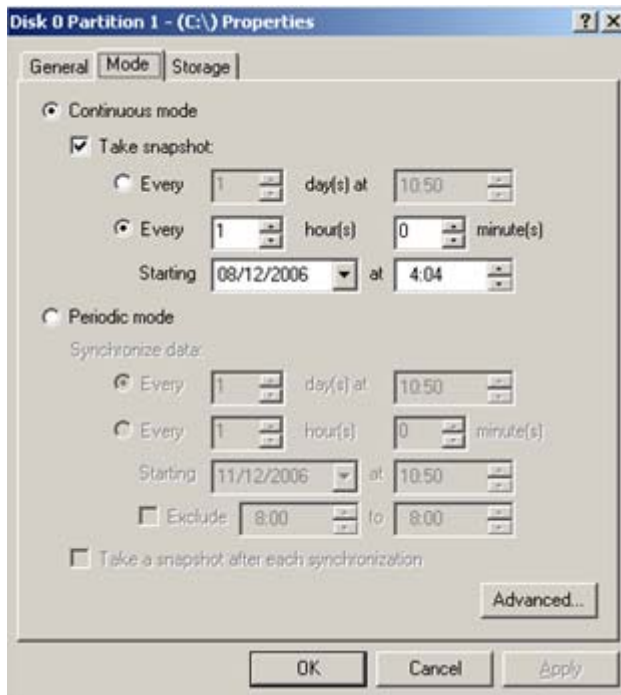 Disk 0 Partition 1 - (C:\) Properties
General Mode Storage
Continuous mode
Take snapshot:
Every 1 day(s) at 10:50
Every 1 hour(s) 0 minute(s)
Starting 08/12/2006 at 4:04
Periodic mode
Synchronize data:
Every 1 day(s) at 10:50
Every 1 hour(s) 0 minute(s)
Starting 11/12/2006 at 10:50
Exclude 8:00 to 8:00
Take a snapshot after each synchronization
Advanced...
OK Cancel Apply